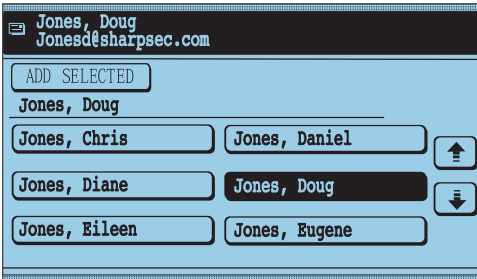 Jones, Doug
Jonesd@sharpsec.com
ADD SELECTED
Jones, Doug
Jones, Chris
Jones, Daniel
Jones, Diane
Jones, Doug
Jones, Eileen
Jones, Eugene